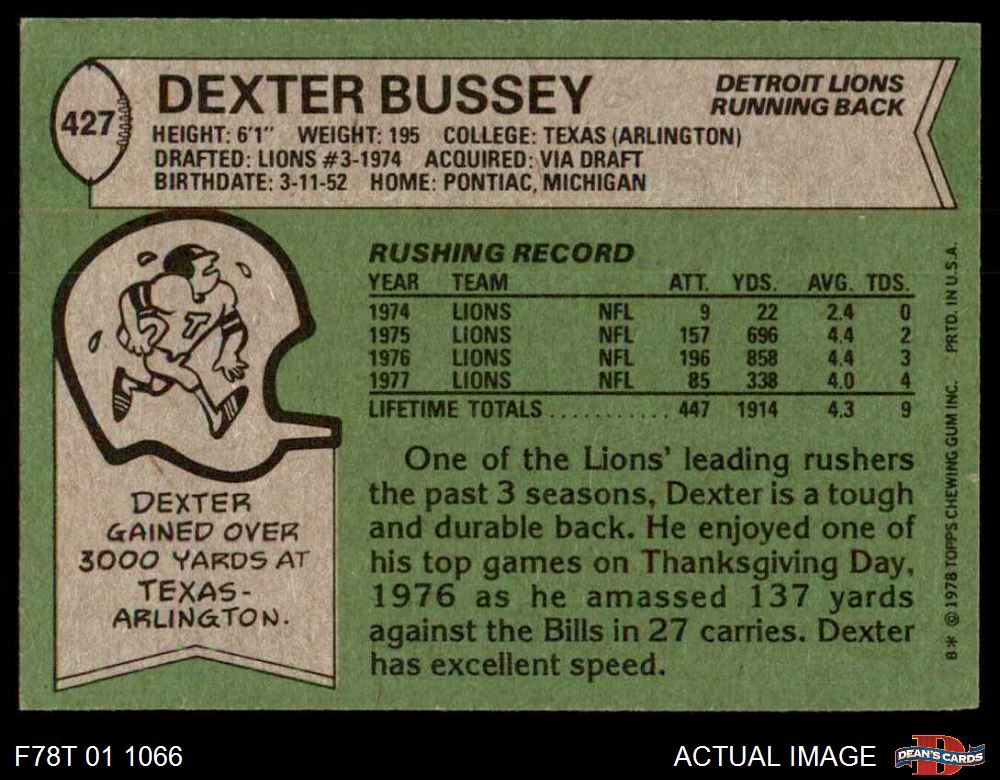 427
DEXTER BUSSEY
DETROIT LIONS
RUNNING BACK
HEIGHT: 6'1" WEIGHT: 195 COLLEGE: TEXAS (ARLINGTON)
DRAFTED: LIONS #3-1974 ACQUIRED: VIA DRAFT
BIRTHDATE: 3-11-52 HOME: PONTIAC, MICHIGAN
T
DEXTER
GAINED OVER
3000 YARDS AT
TEXAS-
ARLINGTON.
RUSHING RECORD
YEAR TEAM ATT. YDS. AVG. TDS.
1974 LIONS NFL 9 22 2.4 0
1975 LIONS NFL 157 696 4.4 2
1976 LIONS NFL 196 858 4.4 3
1977 LIONS NFL 85 338 4.0 4
LIFETIME TOTALS........... 447 1914 4.3 9
One of the Lions' leading rushers
the past 3 seasons, Dexter is a tough
and durable back. He enjoyed one of
his top games on Thanksgiving Day,
1976 as he amassed 137 yards
against the Bills in 27 carries. Dexter
has excellent speed.
B* ©1978 TOPPS CHEWING GUM INC. PRTD. IN U.S.A.
F78T 01 1066
ACTUAL IMAGE
D
DEAN'S CARDS